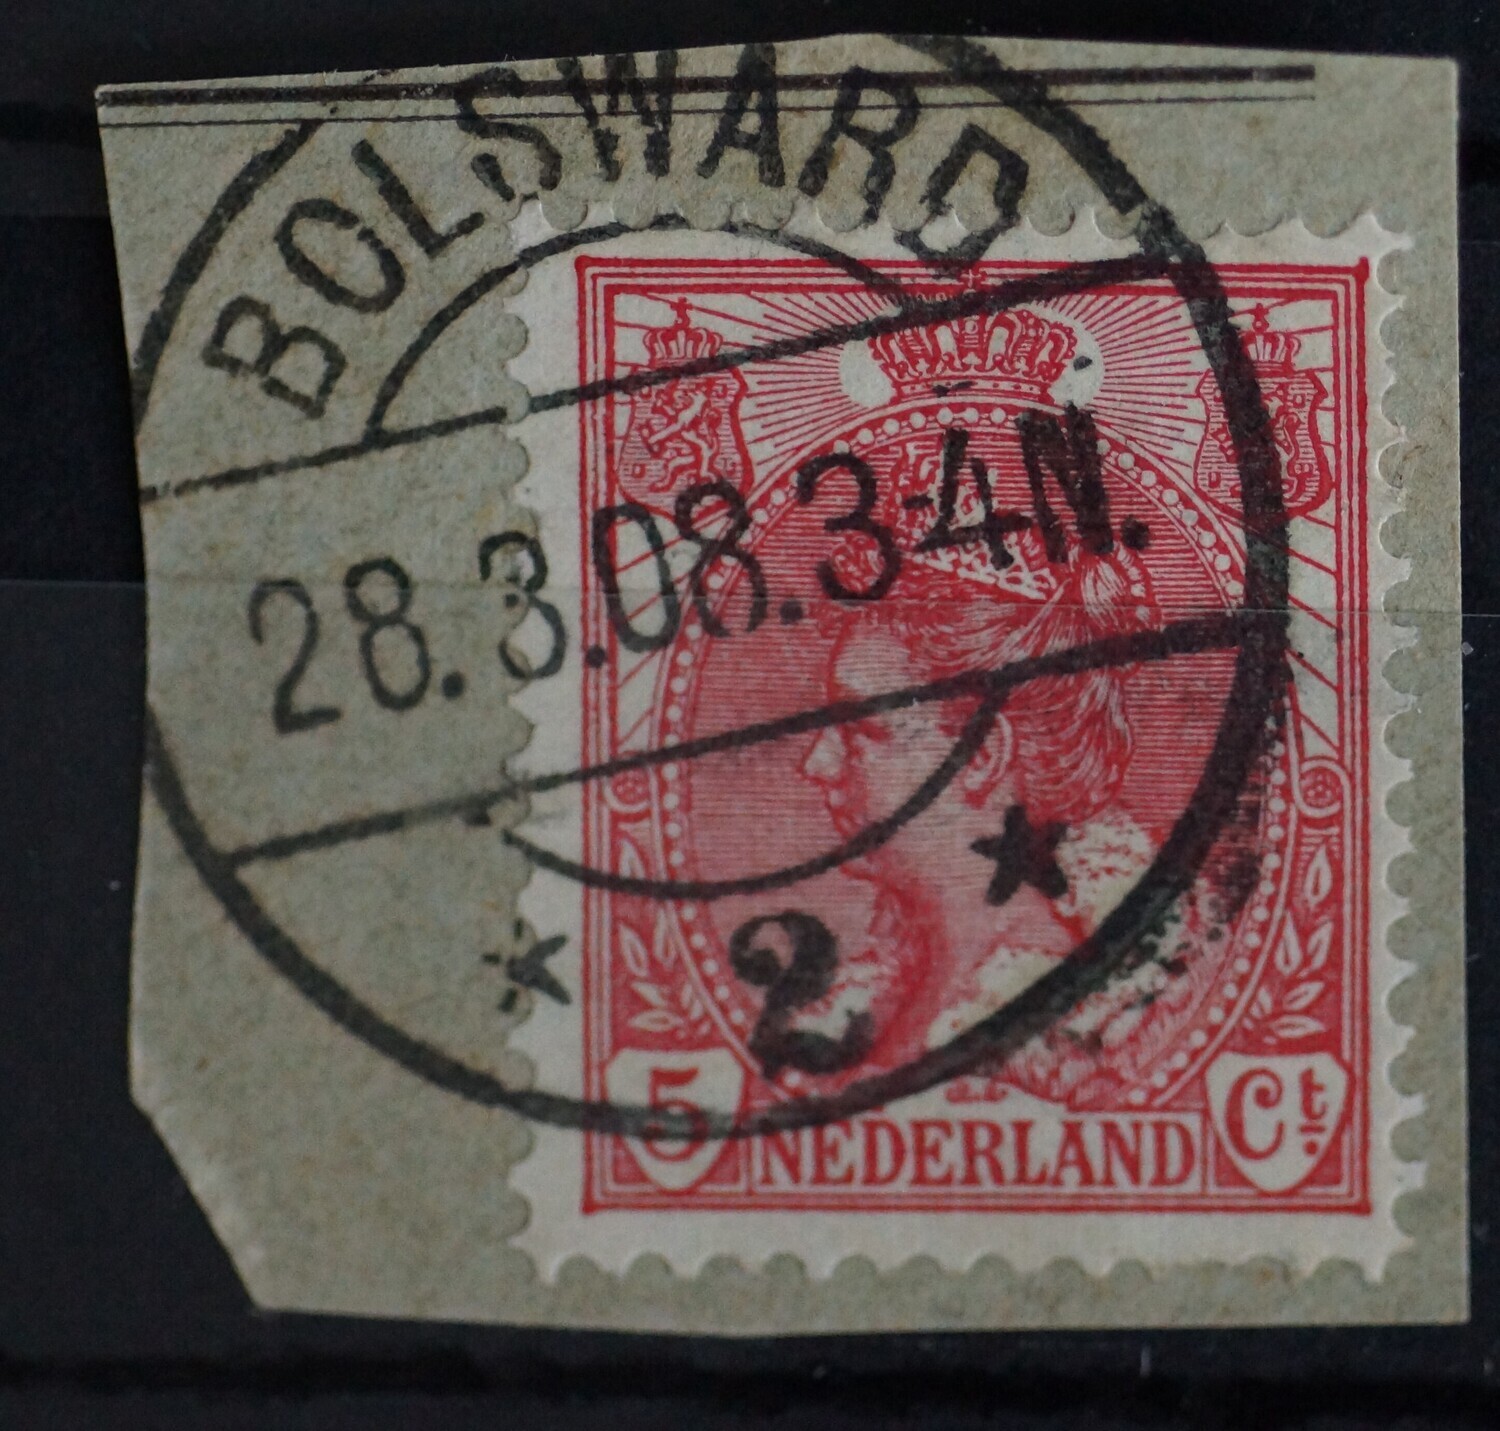 BOLSWARD
28.3.08.3-4N.
2
5 NEDERLAND Ct.